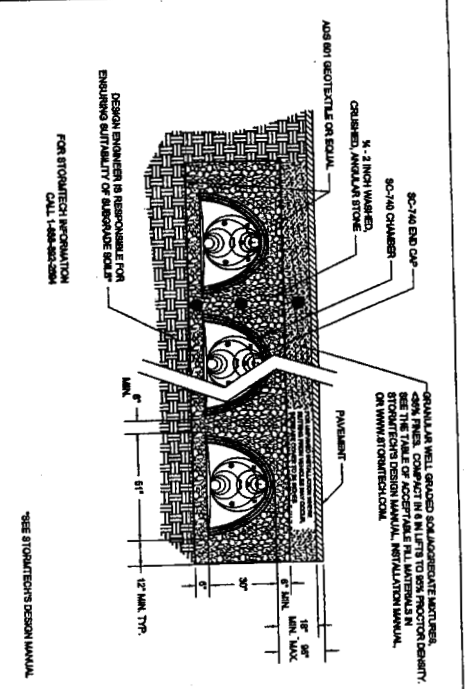 GRANULAR WELL GRADED SOIL/AGGREGATE MIXTURES,
<35% FINES. COMPACT IN 6 IN LIFTS TO 95% PROCTOR DENSITY.
SEE THE TABLE OF ACCEPTABLE FILL MATERIALS IN
STORMTECH'S DESIGN MANUAL, INSTALLATION MANUAL,
OR WWW.STORMTECH.COM.
SC-740 END CAP
SC-740 CHAMBER
¾ - 2 INCH WASHED,
CRUSHED, ANGULAR STONE
ADS 601 GEOTEXTILE OR EQUAL
PAVEMENT
18" MIN.
96" MAX.
6" MIN.
30"
6"
DESIGN ENGINEER IS RESPONSIBLE FOR
ENSURING SUITABILITY OF SUBGRADE SOILS*
6" MIN.
51"
12" MIN. TYP.
FOR STORMTECH INFORMATION
CALL
*SEE STORMTECH'S DESIGN MANUAL